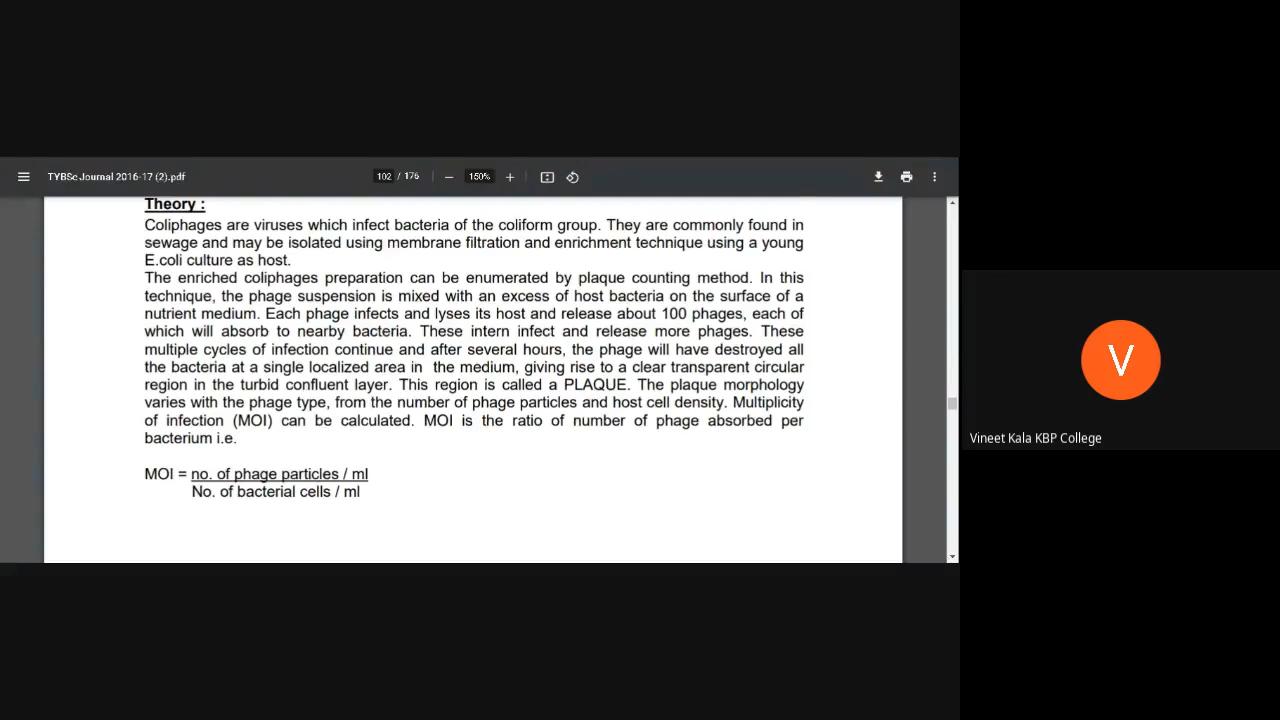 TYBSc Journal 2016-17 (2).pdf
102 / 176
150%
Theory :
Coliphages are viruses which infect bacteria of the coliform group. They are commonly found in
sewage and may be isolated using membrane filtration and enrichment technique using a young
E.coli culture as host.
The enriched coliphages preparation can be enumerated by plaque counting method. In this
technique, the phage suspension is mixed with an excess of host bacteria on the surface of a
nutrient medium. Each phage infects and lyses its host and release about 100 phages, each of
which will absorb to nearby bacteria. These intern infect and release more phages. These
multiple cycles of infection continue and after several hours, the phage will have destroyed all
the bacteria at a single localized area in the medium, giving rise to a clear transparent circular
region in the turbid confluent layer. This region is called a PLAQUE. The plaque morphology
varies with the phage type, from the number of phage particles and host cell density. Multiplicity
of infection (MOI) can be calculated. MOI is the ratio of number of phage absorbed per
bacterium i.e.
MOI = no. of phage particles / ml
No. of bacterial cells / ml
V
Vineet Kala KBP College